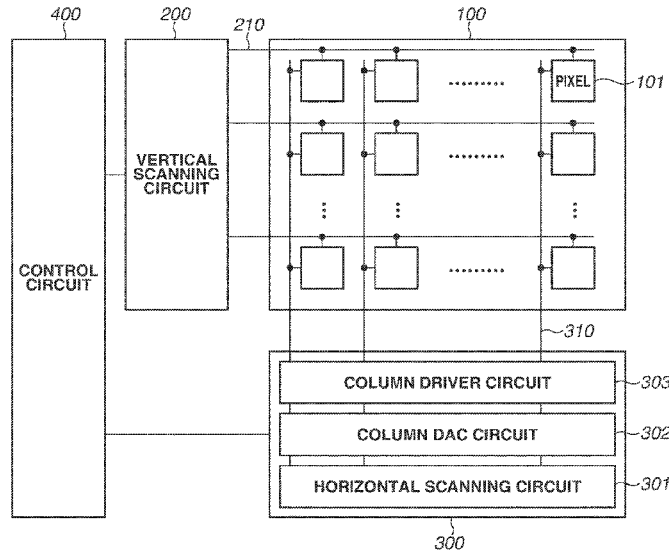 400
200
210
100
PIXEL
101
VERTICAL
SCANNING
CIRCUIT
CONTROL
CIRCUIT
310
COLUMN DRIVER CIRCUIT
303
COLUMN DAC CIRCUIT
302
HORIZONTAL SCANNING CIRCUIT
301
300